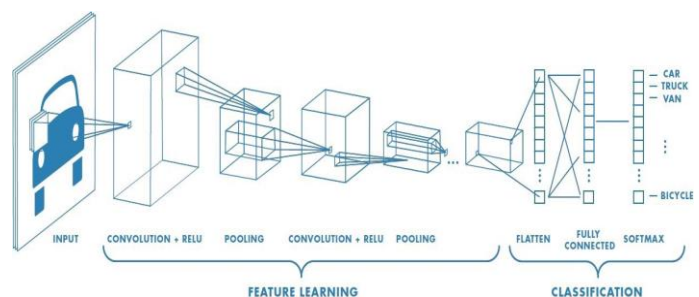 CAR
TRUCK
VAN
BICYCLE
INPUT
CONVOLUTION + RELU
POOLING
CONVOLUTION + RELU
POOLING
FLATTEN
FULLY
CONNECTED
SOFTMAX
FEATURE LEARNING
CLASSIFICATION